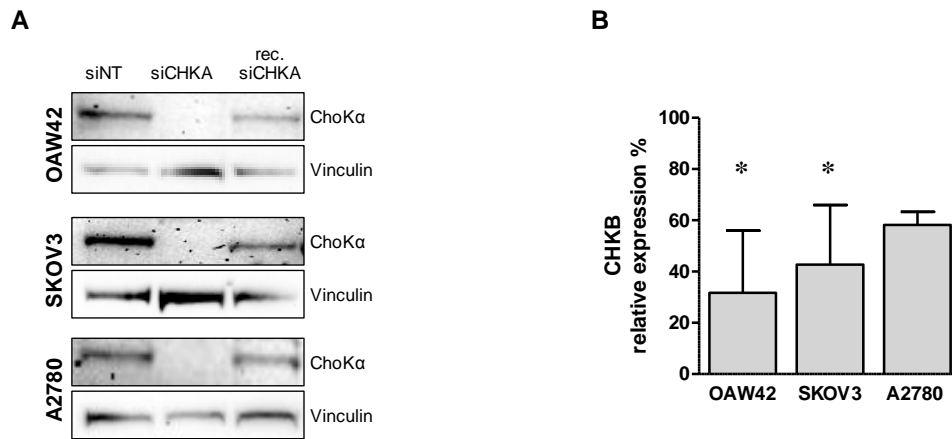 A
siNT siCHKA rec. siCHKA
OAW42
ChoKα
Vinculin
SKOV3
ChoKα
Vinculin
A2780
ChoKα
Vinculin
B
CHKB
relative expression %
100
80
60
40
20
0
* *
OAW42 SKOV3 A2780